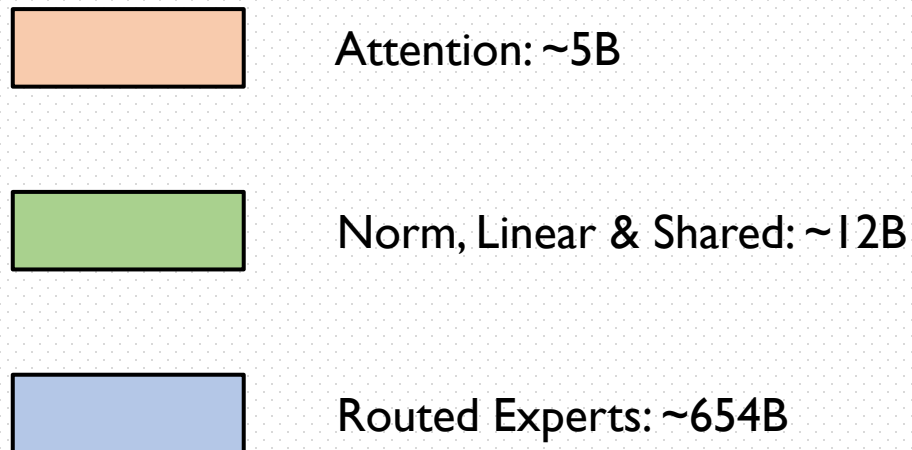 Attention: ~5B
Norm, Linear & Shared: ~12B
Routed Experts: ~654B